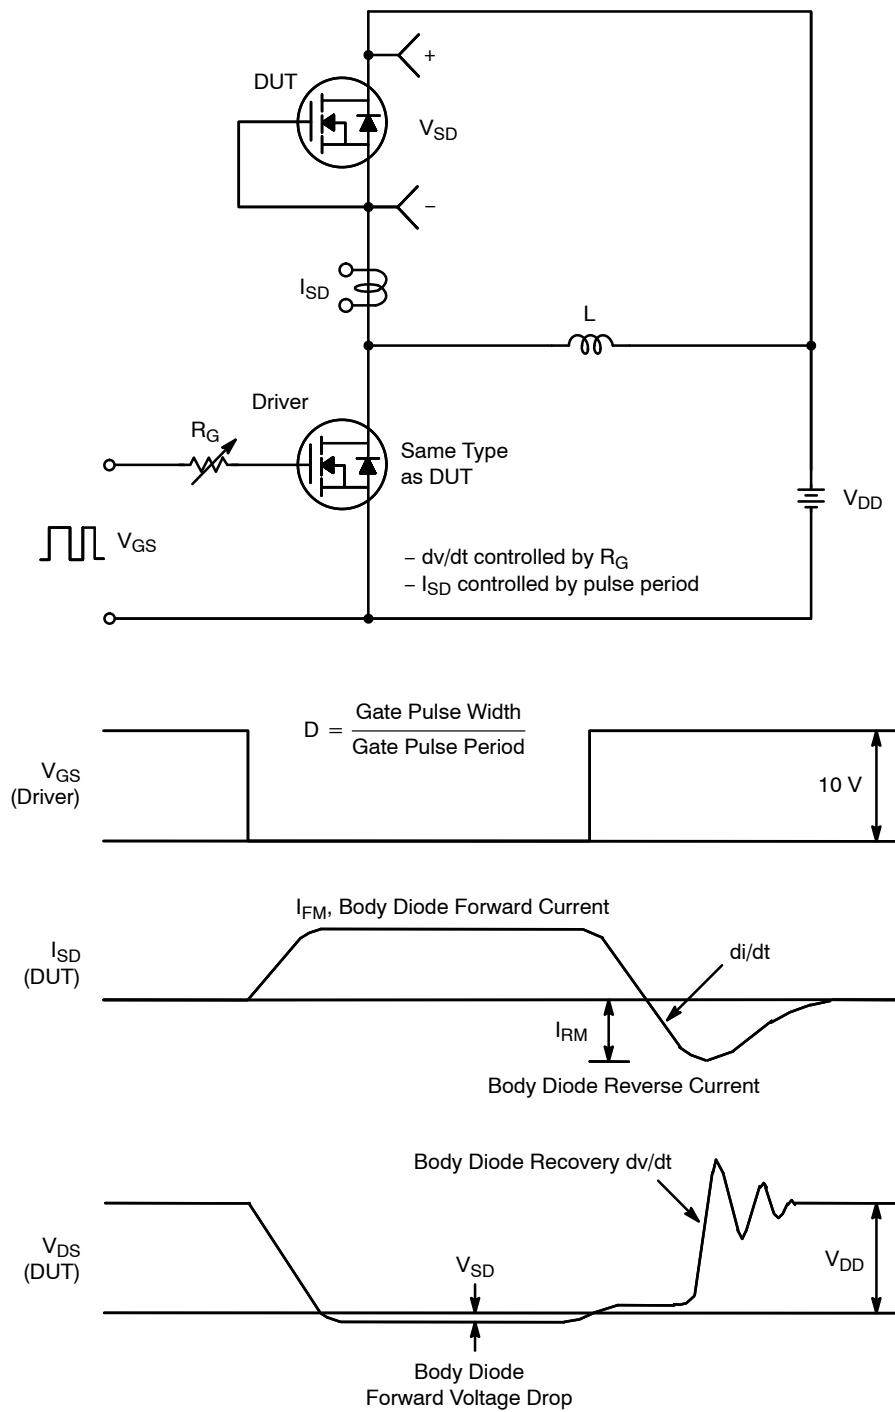 +
DUT
V_SD
−
I_SD
L
Driver
R_G
Same Type
as DUT
V_DD
V_GS
− dv/dt controlled by R_G
− I_SD controlled by pulse period
D = Gate Pulse Width
Gate Pulse Period
V_GS
(Driver)
10 V
I_FM, Body Diode Forward Current
I_SD
(DUT)
di/dt
I_RM
Body Diode Reverse Current
Body Diode Recovery dv/dt
V_DS
(DUT)
V_SD
V_DD
Body Diode
Forward Voltage Drop